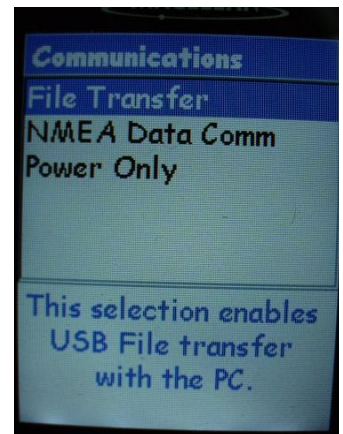 Communications
File Transfer
NMEA Data Comm
Power Only
This selection enables
USB File transfer
with the PC.